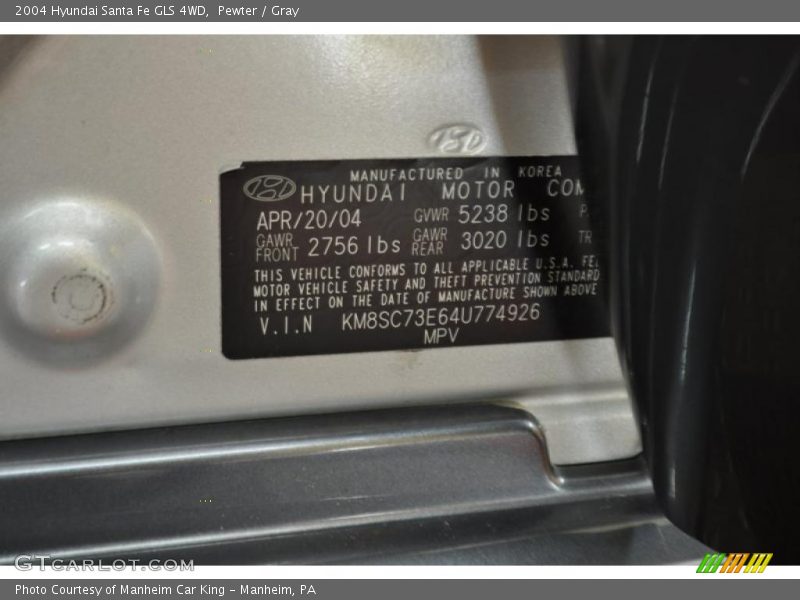 2004 Hyundai Santa Fe GLS 4WD, Pewter / Gray
MANUFACTURED IN KOREA
HYUNDAI MOTOR COM
APR/20/04 GVWR 5238 lbs P
GAWR FRONT 2756 lbs GAWR REAR 3020 lbs TR
THIS VEHICLE CONFORMS TO ALL APPLICABLE U.S.A. FE
MOTOR VEHICLE SAFETY AND THEFT PREVENTION STANDARD
IN EFFECT ON THE DATE OF MANUFACTURE SHOWN ABOVE
V.I.N KM8SC73E64U774926
MPV
GTCARLOT.COM
Photo Courtesy of Manheim Car King - Manheim, PA